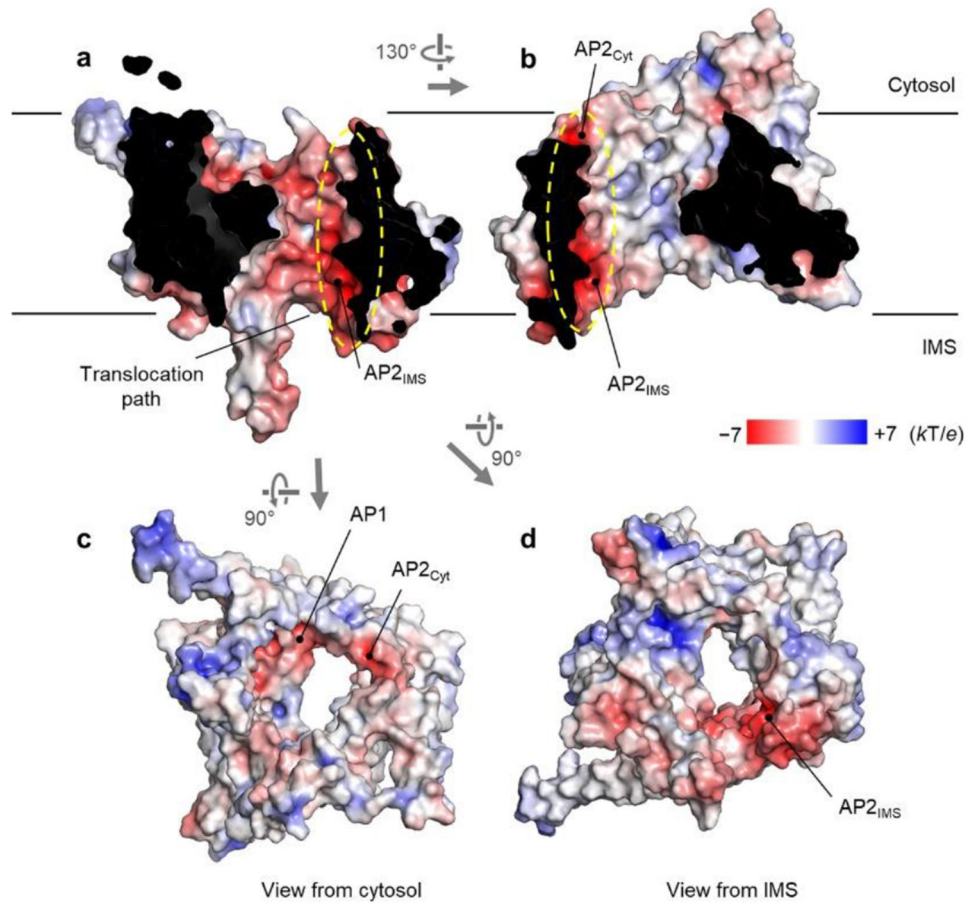 a
130°
AP2Cyt
b
Cytosol
Translocation
path
AP2IMS
AP2IMS
IMS
−7 +7 (kT/e)
90°
90°
c
AP1
AP2Cyt
d
AP2IMS
View from cytosol
View from IMS